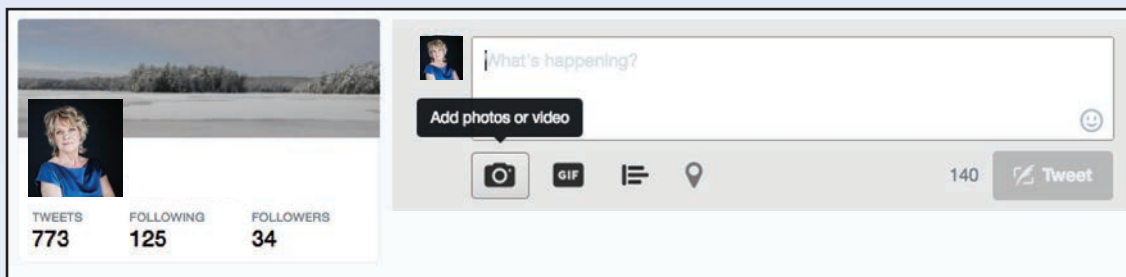 TWEETS FOLLOWING FOLLOWERS
773 125 34
What's happening?
Add photos or video
GIF
140 Tweet